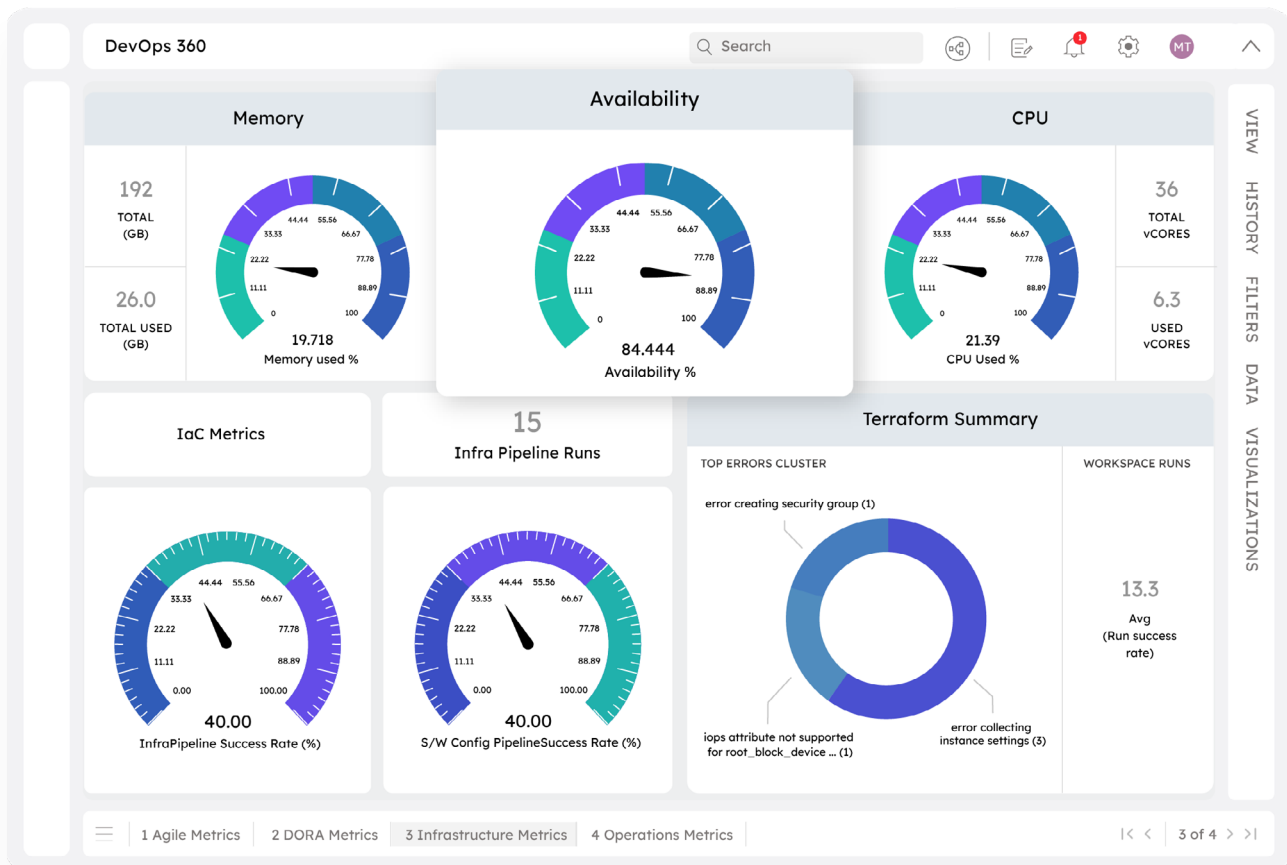 DevOps 360
Search
1
MT
Memory
192
TOTAL
(GB)
26.0
TOTAL USED
(GB)
0
11.11
22.22
33.33
44.44
55.56
66.67
77.78
88.89
100
19.718
Memory used %
Availability
0
11.11
22.22
33.33
44.44
55.56
66.67
77.78
88.89
100
84.444
Availability %
CPU
0
11.11
22.22
33.33
44.44
55.56
66.67
77.78
88.89
100
21.39
CPU Used %
36
TOTAL
vCORES
6.3
USED
vCORES
VIEW
HISTORY
FILTERS
DATA
VISUALIZATIONS
IaC Metrics
15
Infra Pipeline Runs
0.00
11.11
22.22
33.33
44.44
55.56
66.67
77.78
88.89
100.00
40.00
InfraPipeline Success Rate (%)
0.00
11.11
22.22
33.33
44.44
55.56
66.67
77.78
88.89
100.00
40.00
S/W Config PipelineSuccess Rate (%)
Terraform Summary
TOP ERRORS CLUSTER
error creating security group (1)
iops attribute not supported
for root_block_device ... (1)
error collecting
instance settings (3)
WORKSPACE RUNS
13.3
Avg
(Run success
rate)
1 Agile Metrics
2 DORA Metrics
3 Infrastructure Metrics
4 Operations Metrics
3 of 4